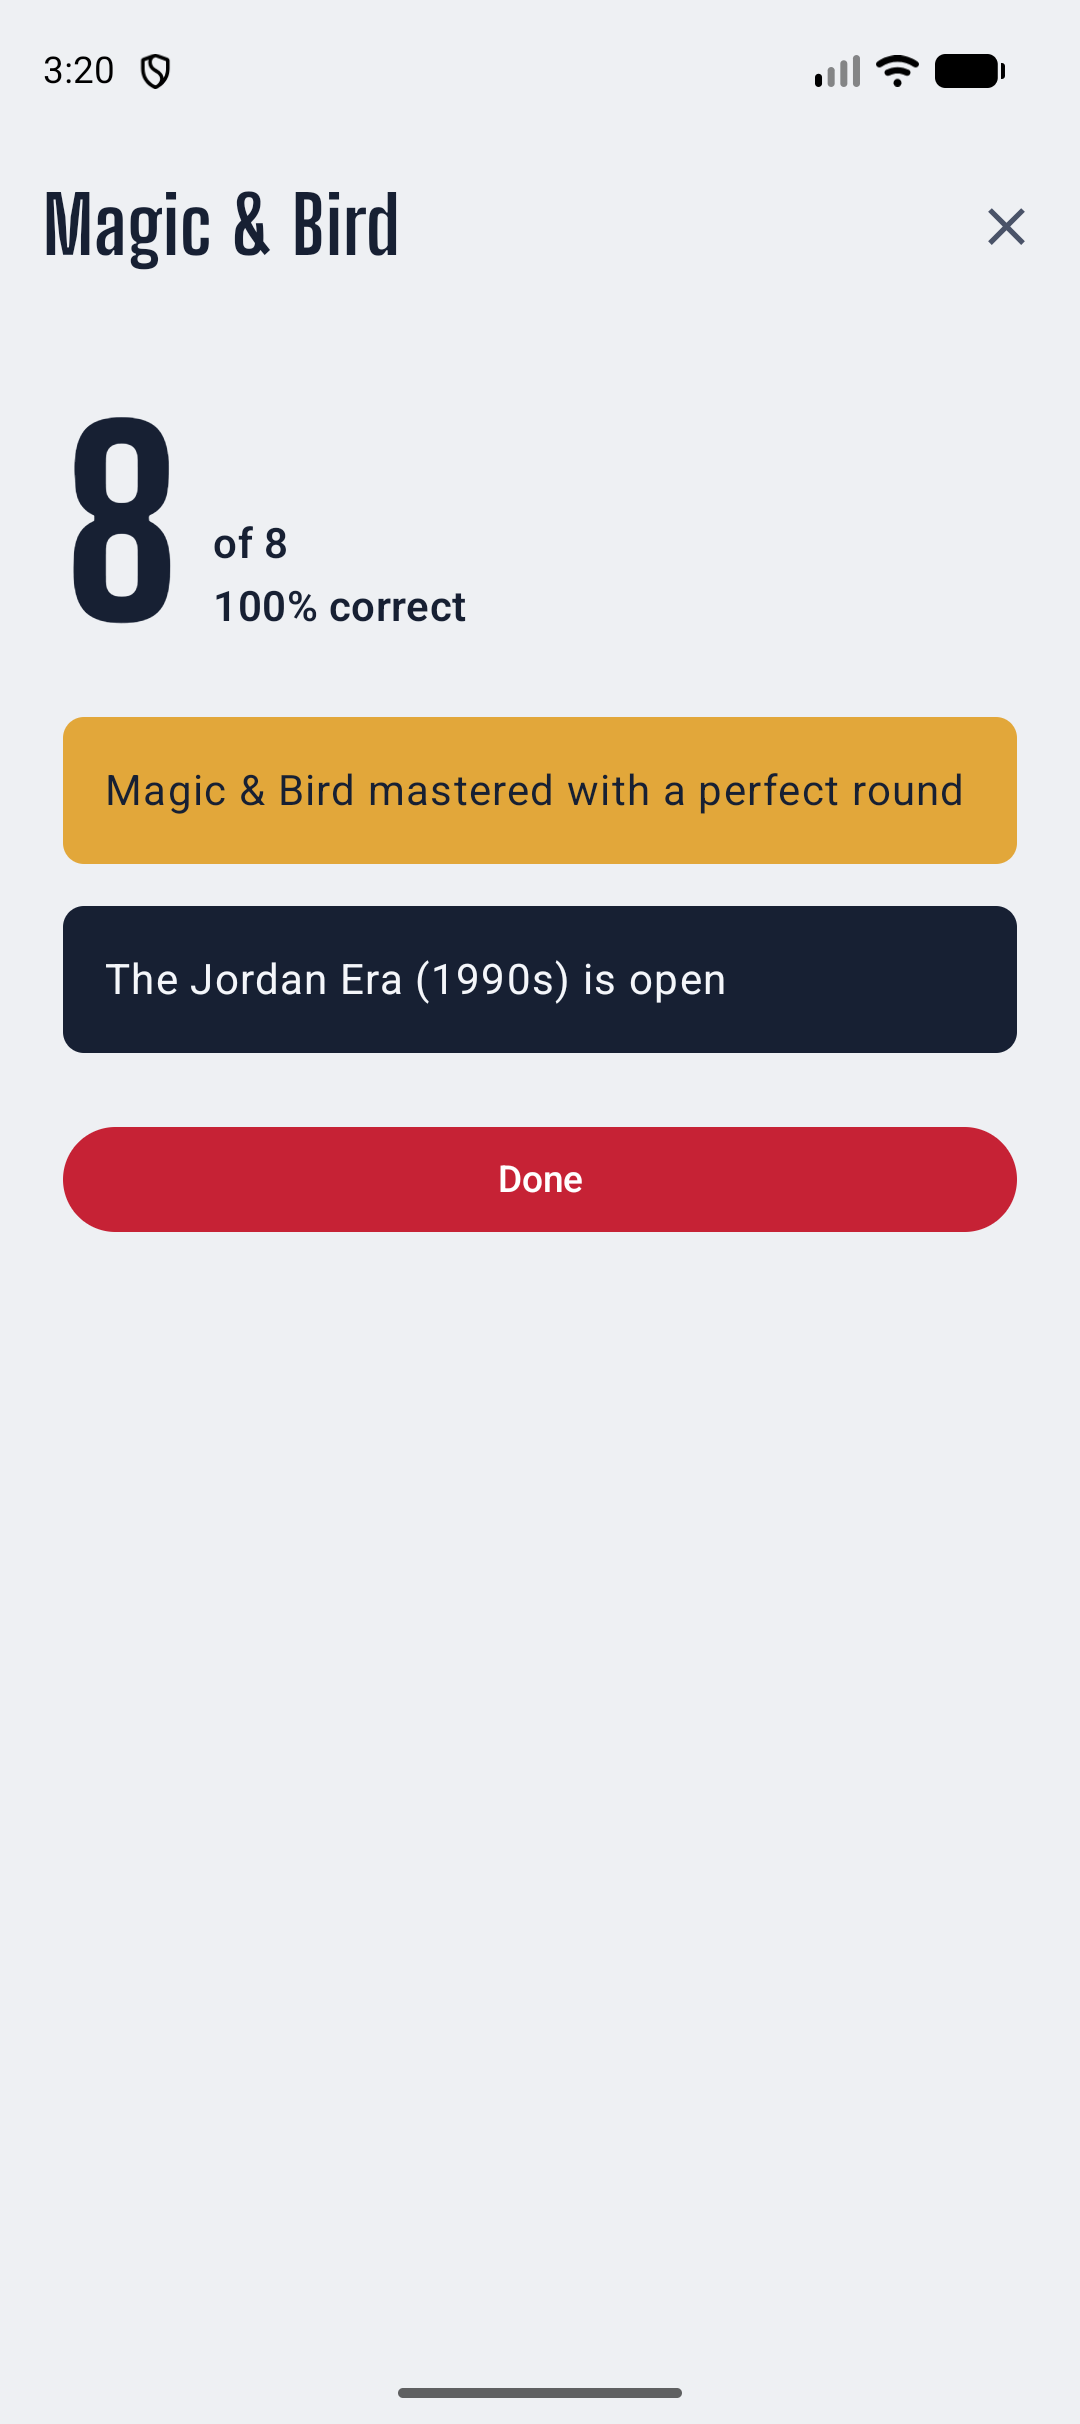 3:20
Magic & Bird
8
of 8
100% correct
Magic & Bird mastered with a perfect round
The Jordan Era (1990s) is open
Done